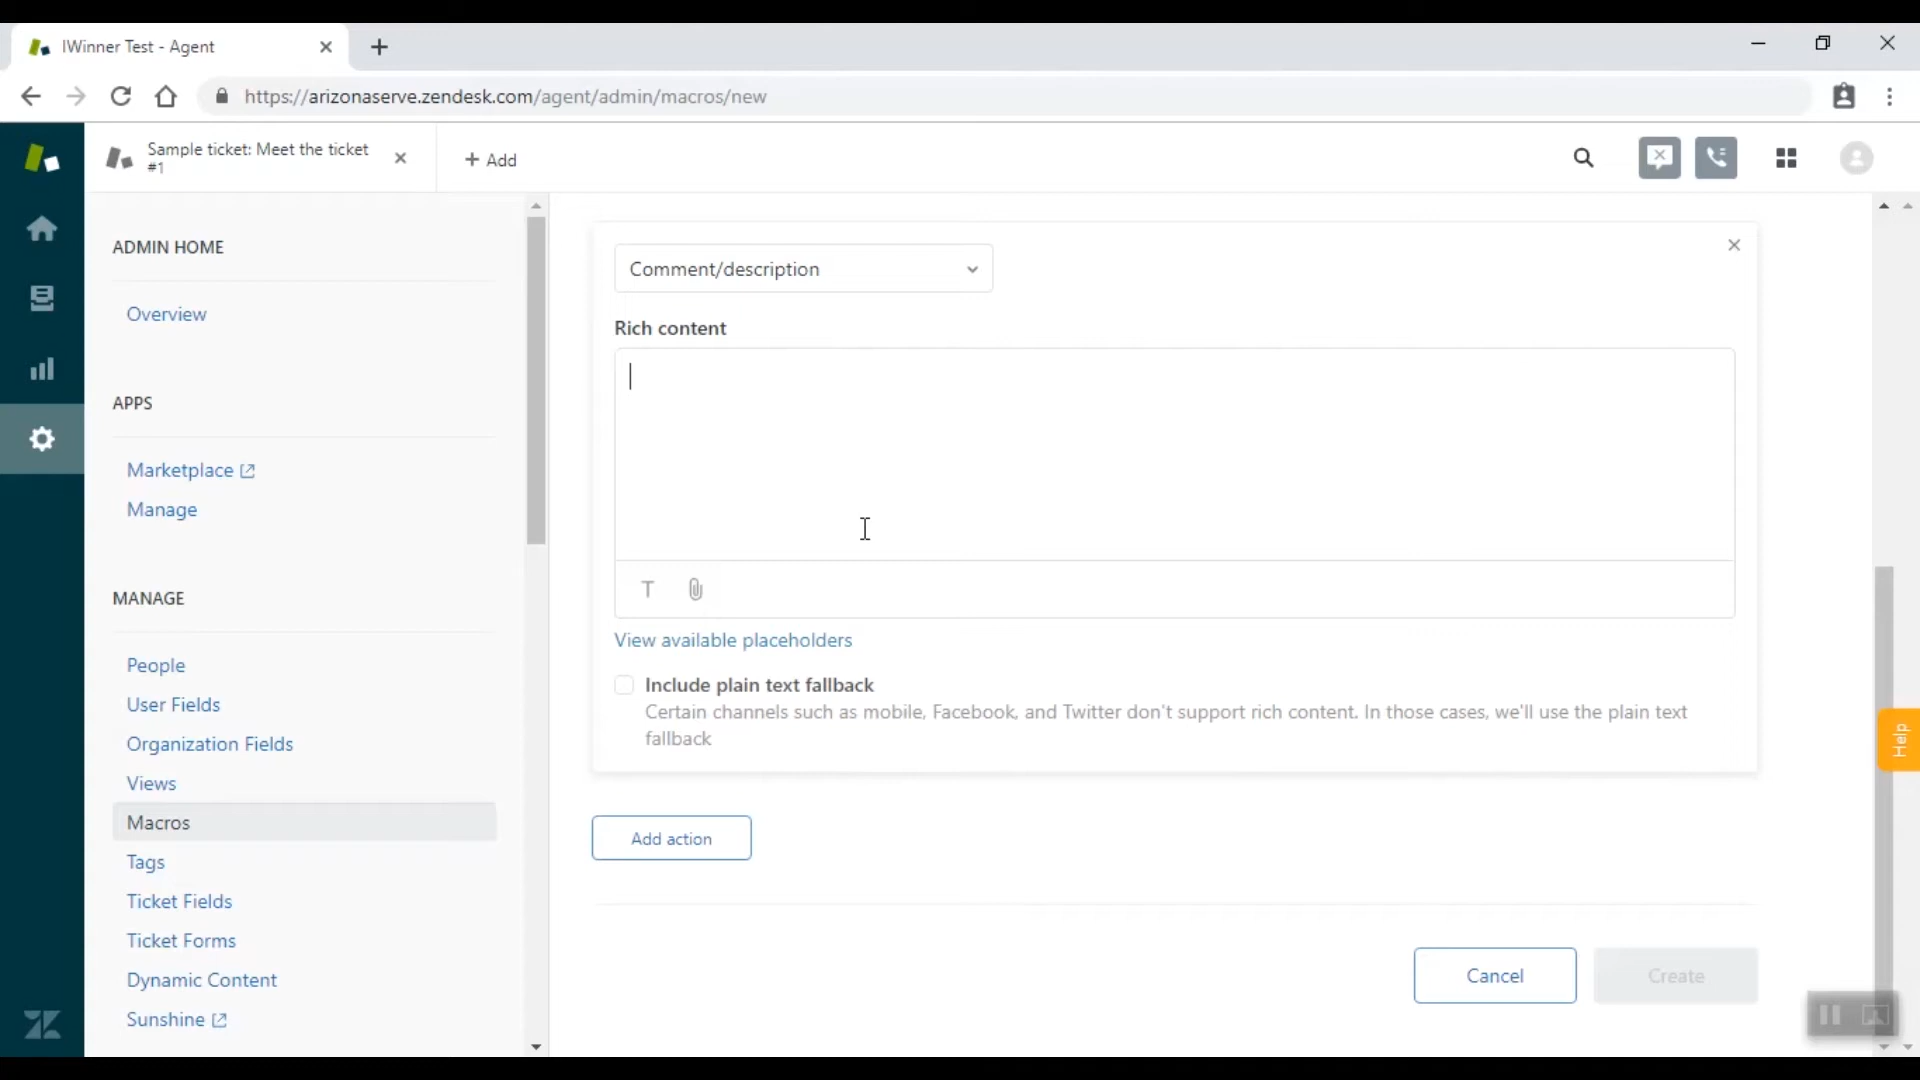 IWinner Test - Agent
https://arizonaserve.zendesk.com/agent/admin/macros/new
Sample ticket: Meet the ticket
#1
+ Add
ADMIN HOME
Overview
APPS
Marketplace
Manage
MANAGE
People
User Fields
Organization Fields
Views
Macros
Tags
Ticket Fields
Ticket Forms
Dynamic Content
Sunshine
Comment/description
Rich content
T
View available placeholders
Include plain text fallback
Certain channels such as mobile, Facebook, and Twitter don't support rich content. In those cases, we'll use the plain text
fallback
Add action
Cancel
Create
Help